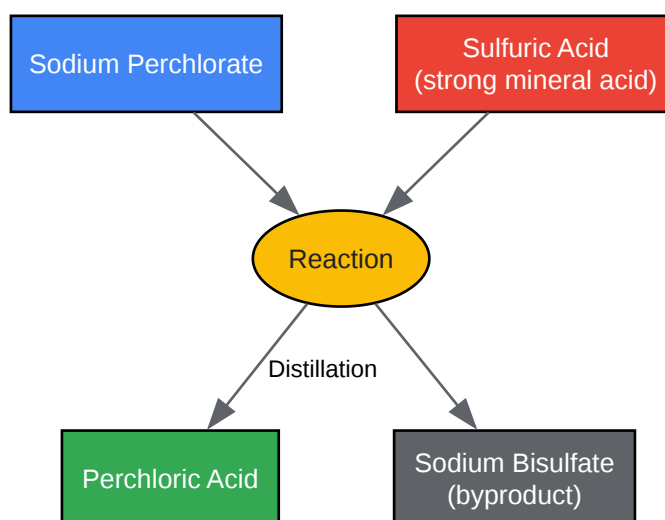 Sodium Perchlorate
Sulfuric Acid
(strong mineral acid)
Reaction
Distillation
Perchloric Acid
Sodium Bisulfate
(byproduct)